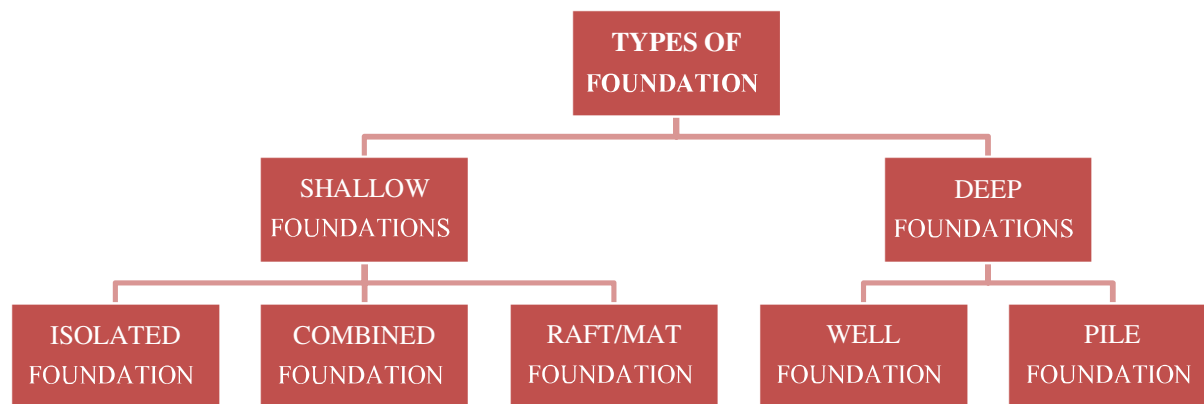 TYPES OF
FOUNDATION
SHALLOW
FOUNDATIONS
DEEP
FOUNDATIONS
ISOLATED
FOUNDATION
COMBINED
FOUNDATION
RAFT/MAT
FOUNDATION
WELL
FOUNDATION
PILE
FOUNDATION